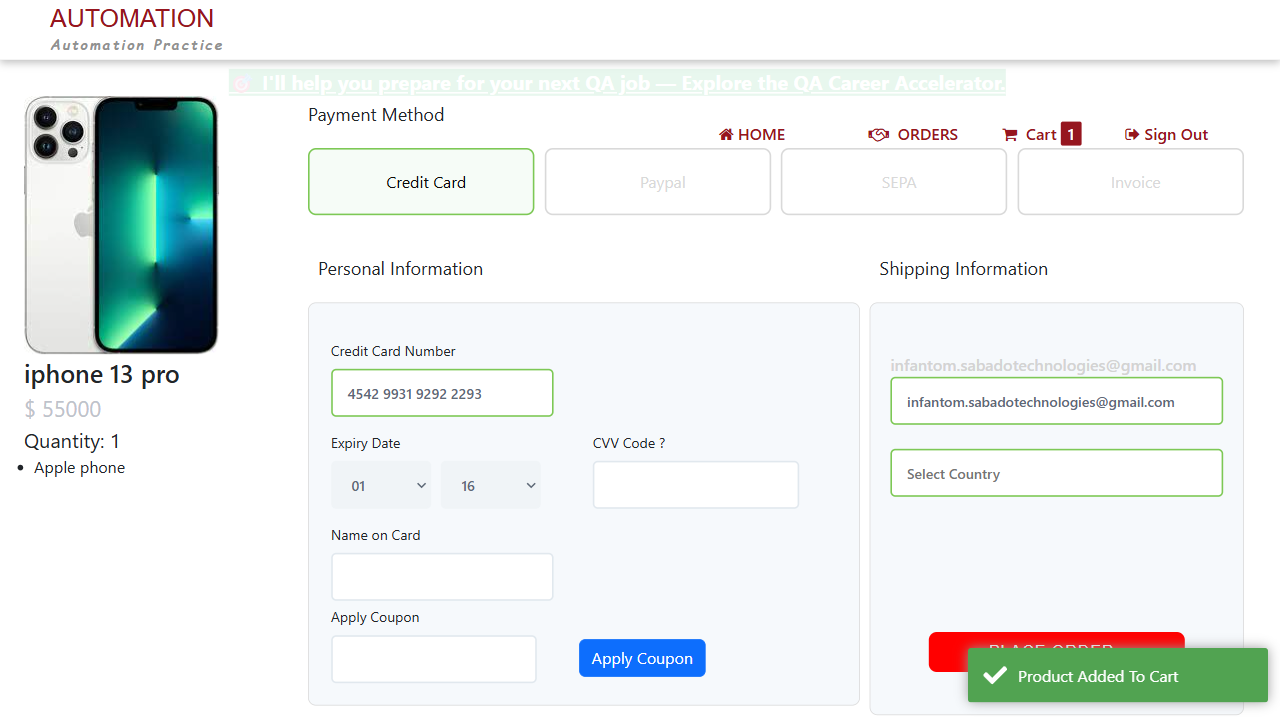 AUTOMATION
Automation Practice
I'll help you prepare for your next QA job — Explore the QA Career Accelerator.
Payment Method
HOME
ORDERS
Cart 1
Sign Out
Credit Card
Paypal
SEPA
Invoice
iphone 13 pro
$ 55000
Quantity: 1
Apple phone
Personal Information
Credit Card Number
4542 9931 9292 2293
Expiry Date
01
16
CVV Code ?
Name on Card
Apply Coupon
Apply Coupon
Shipping Information
infantom.sabadotechnologies@gmail.com
infantom.sabadotechnologies@gmail.com
Select Country
PLACE ORDER
Product Added To Cart